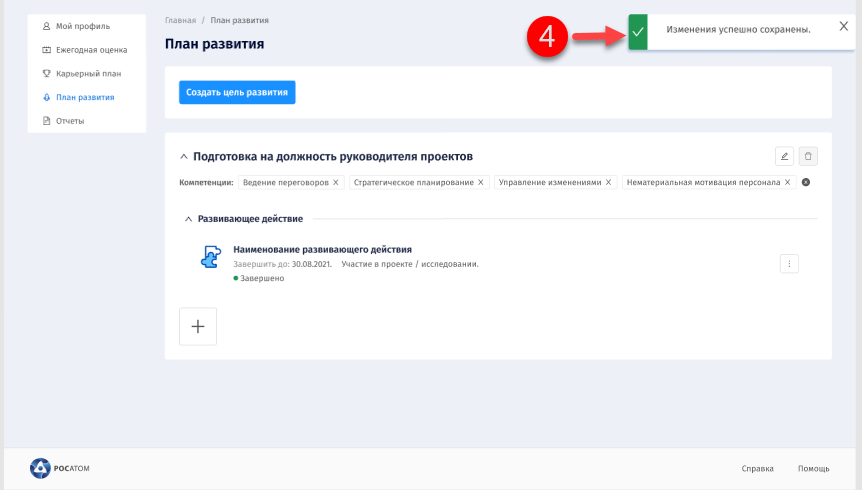 Мой профиль
Ежегодная оценка
Карьерный план
План развития
Отчеты
Главная / План развития
План развития
4
Изменения успешно сохранены.
Создать цель развития
Подготовка на должность руководителя проектов
Компетенции: Ведение переговоров X Стратегическое планирование X Управление изменениями X Нематериальная мотивация персонала X
Развивающее действие
Наименование развивающего действия
Завершить до: 30.08.2021. Участие в проекте / исследовании.
Завершено
РОСАТОМ
Справка Помощь